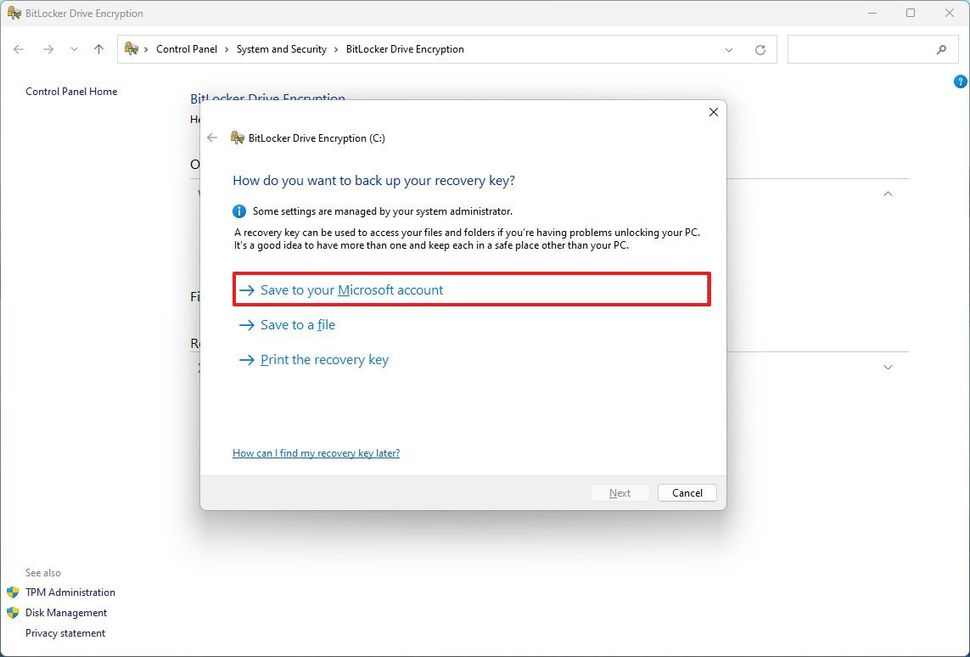 BitLocker Drive Encryption
Control Panel > System and Security > BitLocker Drive Encryption
Control Panel Home
BitLocker Drive Encryption
BitLocker Drive Encryption (C:)
How do you want to back up your recovery key?
Some settings are managed by your system administrator.
A recovery key can be used to access your files and folders if you're having problems unlocking your PC.
It's a good idea to have more than one and keep each in a safe place other than your PC.
Save to your Microsoft account
Save to a file
Print the recovery key
How can I find my recovery key later?
Next Cancel
See also
TPM Administration
Disk Management
Privacy statement